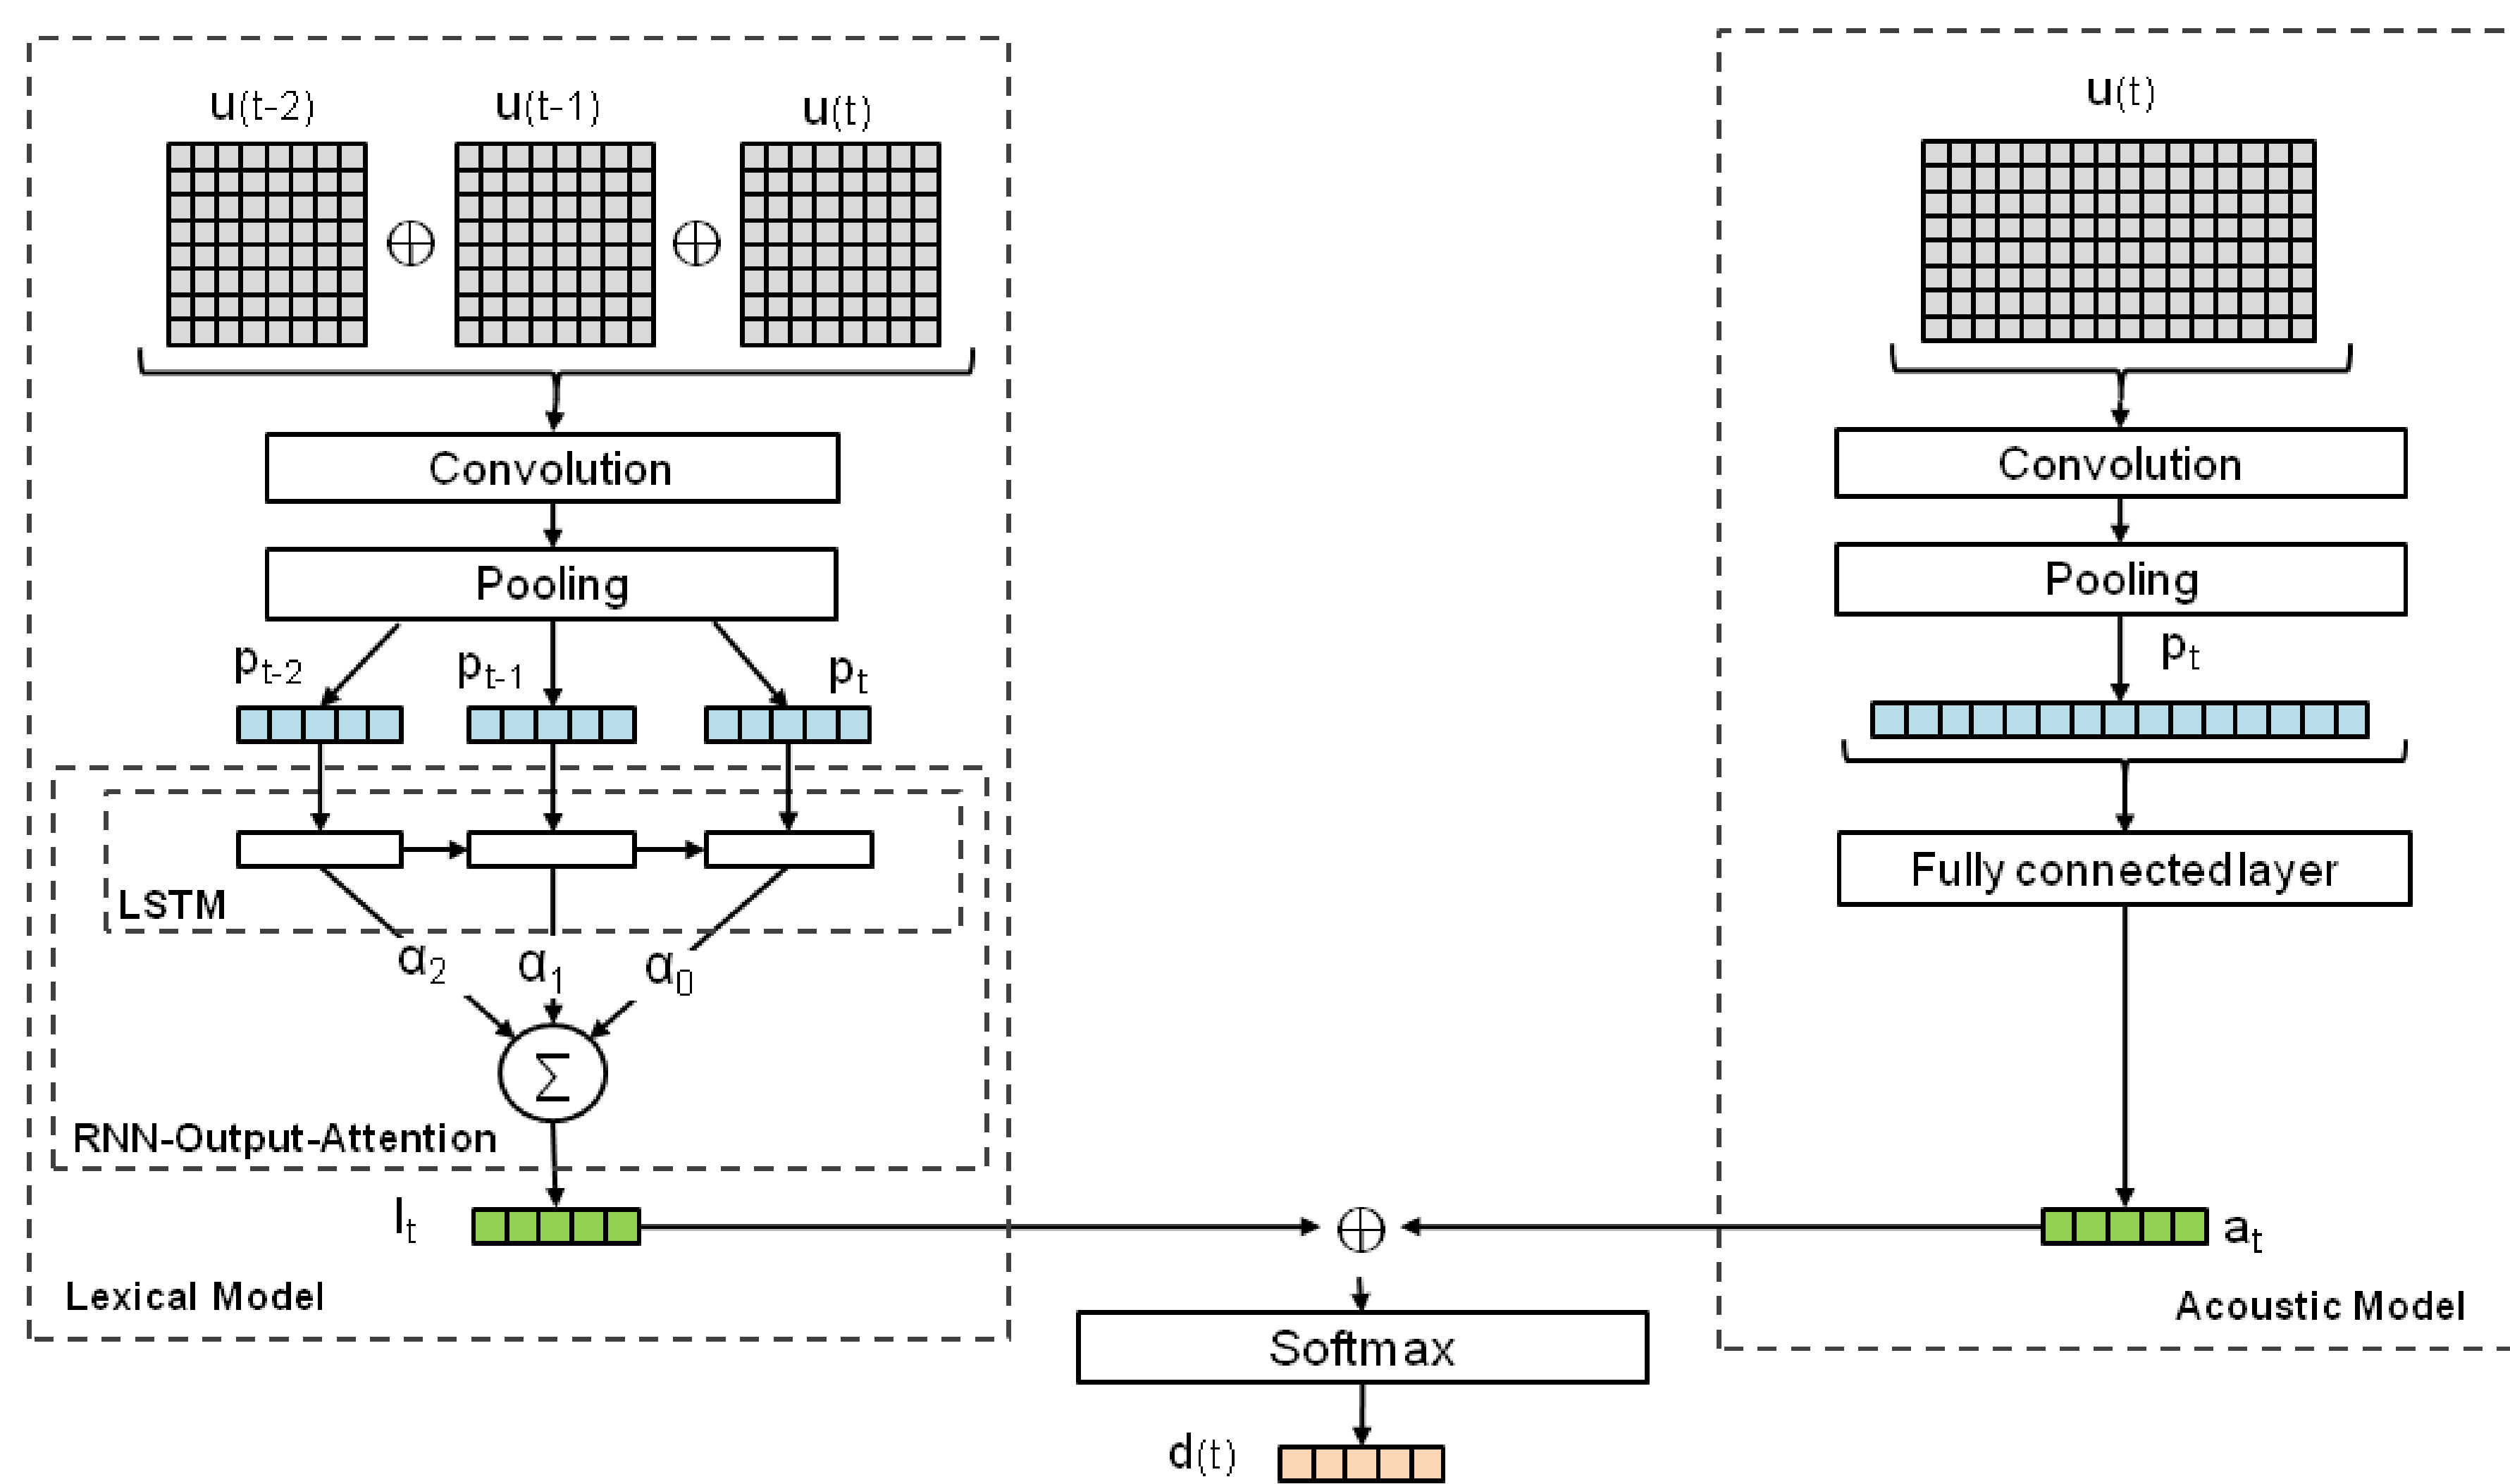 u(t-2)
u(t-1)
u(t)
⊕
⊕
Convolution
Pooling
pt-2
pt-1
pt
LSTM
α2
α1
α0
∑
RNN-Output-Attention
lt
Lexical Model
u(t)
Convolution
Pooling
pt
Fully connected layer
at
Acoustic Model
⊕
Softmax
d(t)